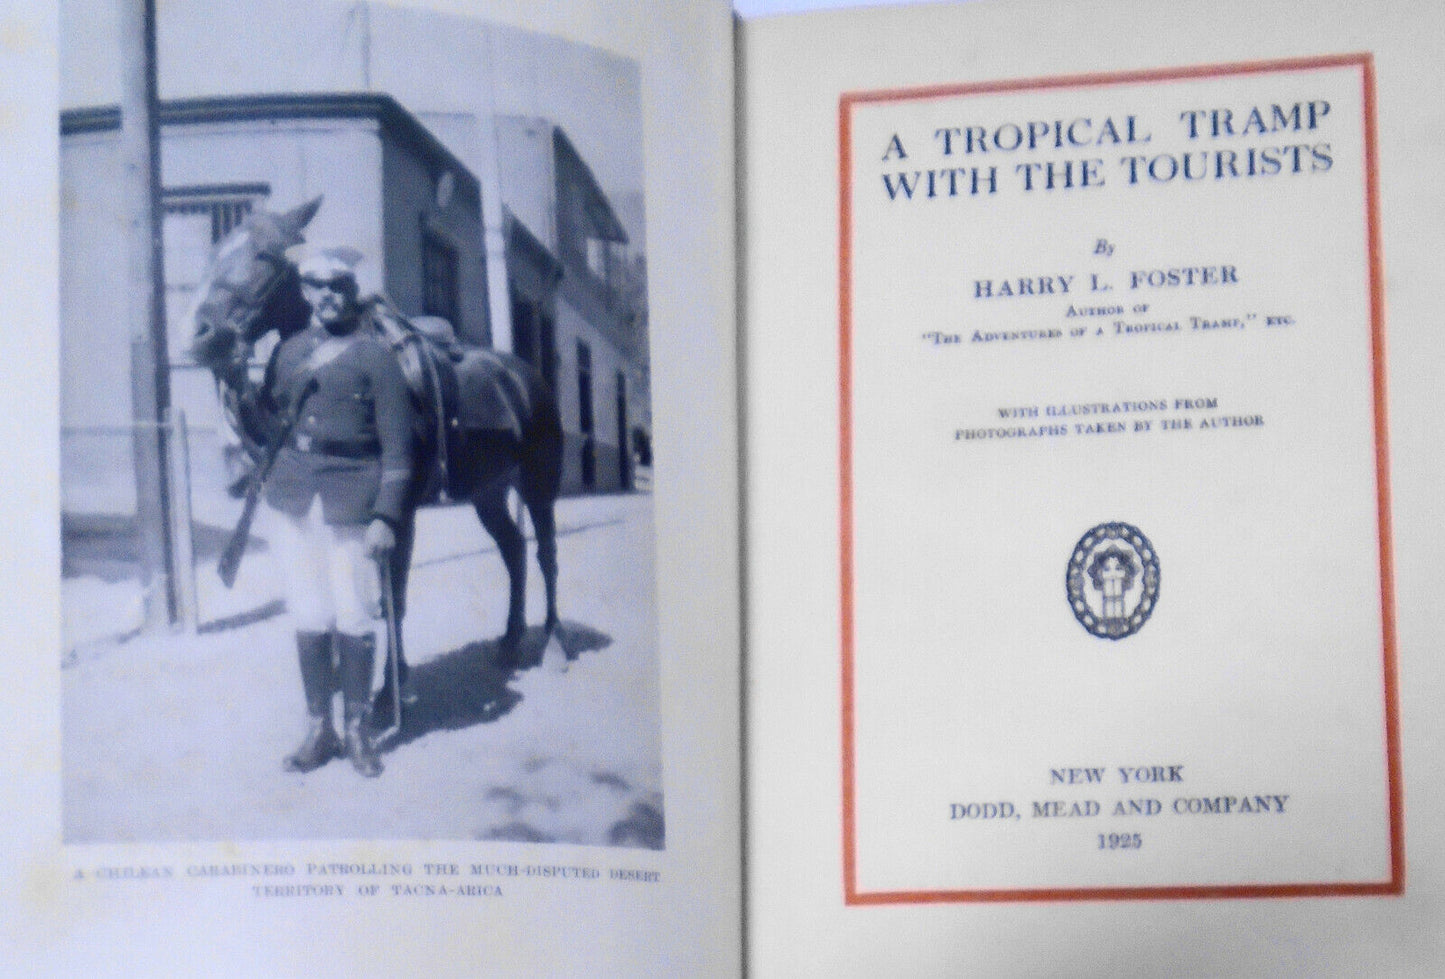 A CHILEAN CARABINERO PATROLLING THE MUCH-DISPUTED DESERT
TERRITORY OF TACNA-ARICA
A TROPICAL TRAMP
WITH THE TOURISTS
By
HARRY L. FOSTER
AUTHOR OF
"THE ADVENTURES OF A TROPICAL TRAMP," ETC.
WITH ILLUSTRATIONS FROM
PHOTOGRAPHS TAKEN BY THE AUTHOR
NEW YORK
DODD, MEAD AND COMPANY
1925